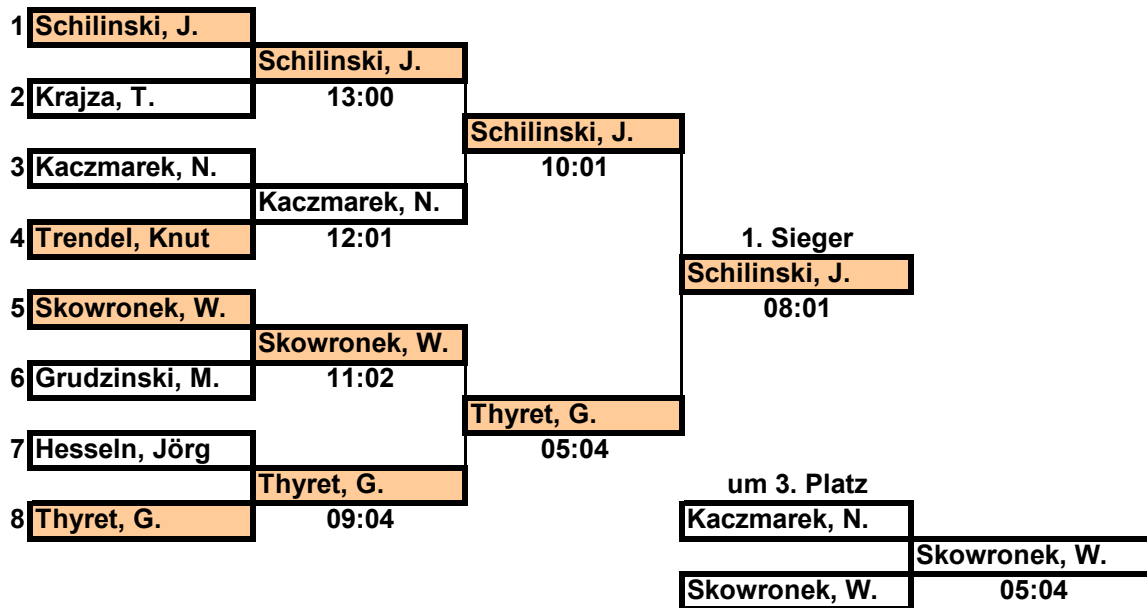 1 Schilinski, J.
Schilinski, J.
2 Krajza, T. 13:00
Schilinski, J.
3 Kaczmarek, N. 10:01
Kaczmarek, N.
4 Trendel, Knut 12:01 1. Sieger
Schilinski, J.
5 Skowronek, W. 08:01
Skowronek, W.
6 Grudzinski, M. 11:02
Thyret, G.
7 Hesseln, Jörg 05:04
Thyret, G. um 3. Platz
8 Thyret, G. 09:04 Kaczmarek, N.
Skowronek, W.
Skowronek, W. 05:04